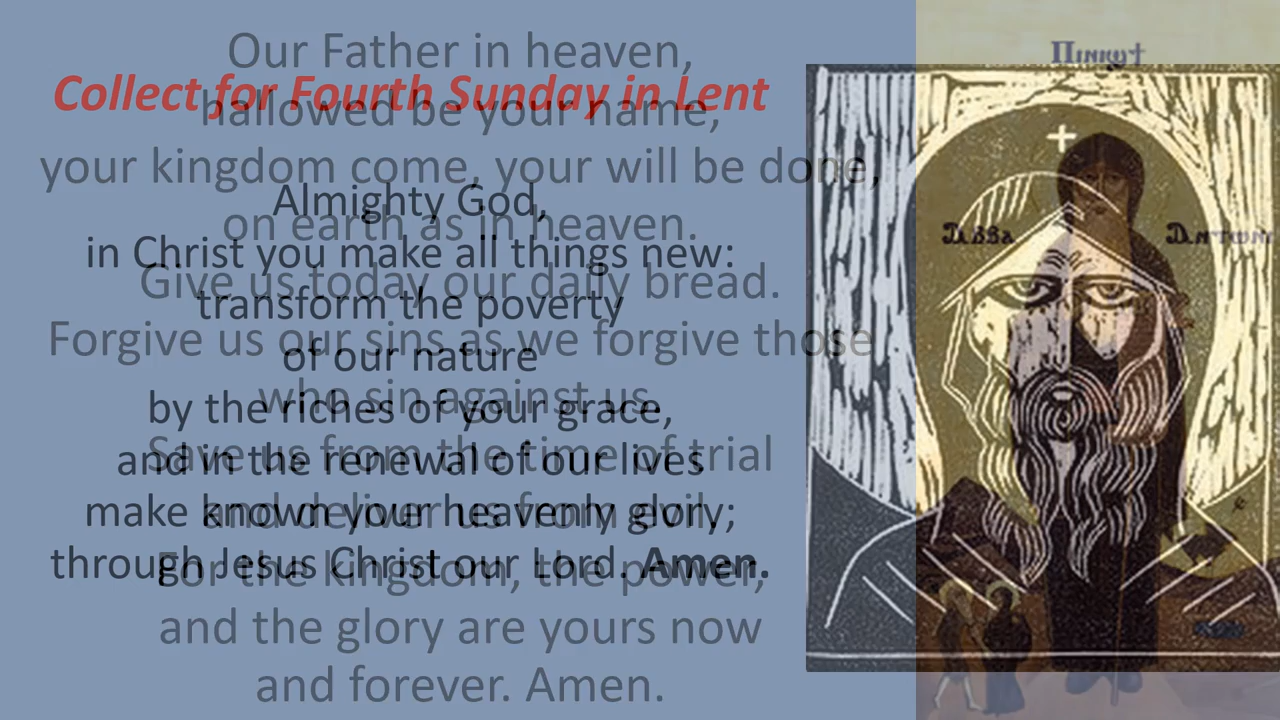 Our Father in heaven,
hallowed be your name,
your kingdom come, your will be done,
on earth as in heaven.
Give us today our daily bread.
Forgive us our sins as we forgive those
who sin against us.
Save us from the time of trial
and deliver us from evil.
For the kingdom, the power,
and the glory are yours now
and forever. Amen.
Collect for Fourth Sunday in Lent
Almighty God,
in Christ you make all things new:
transform the poverty
of our nature
by the riches of your grace,
and in the renewal of our lives
make known your heavenly glory;
through Jesus Christ our Lord. Amen.
Ⲡⲓⲛⲓϣϯ
Ⲁⲃⲃⲁ